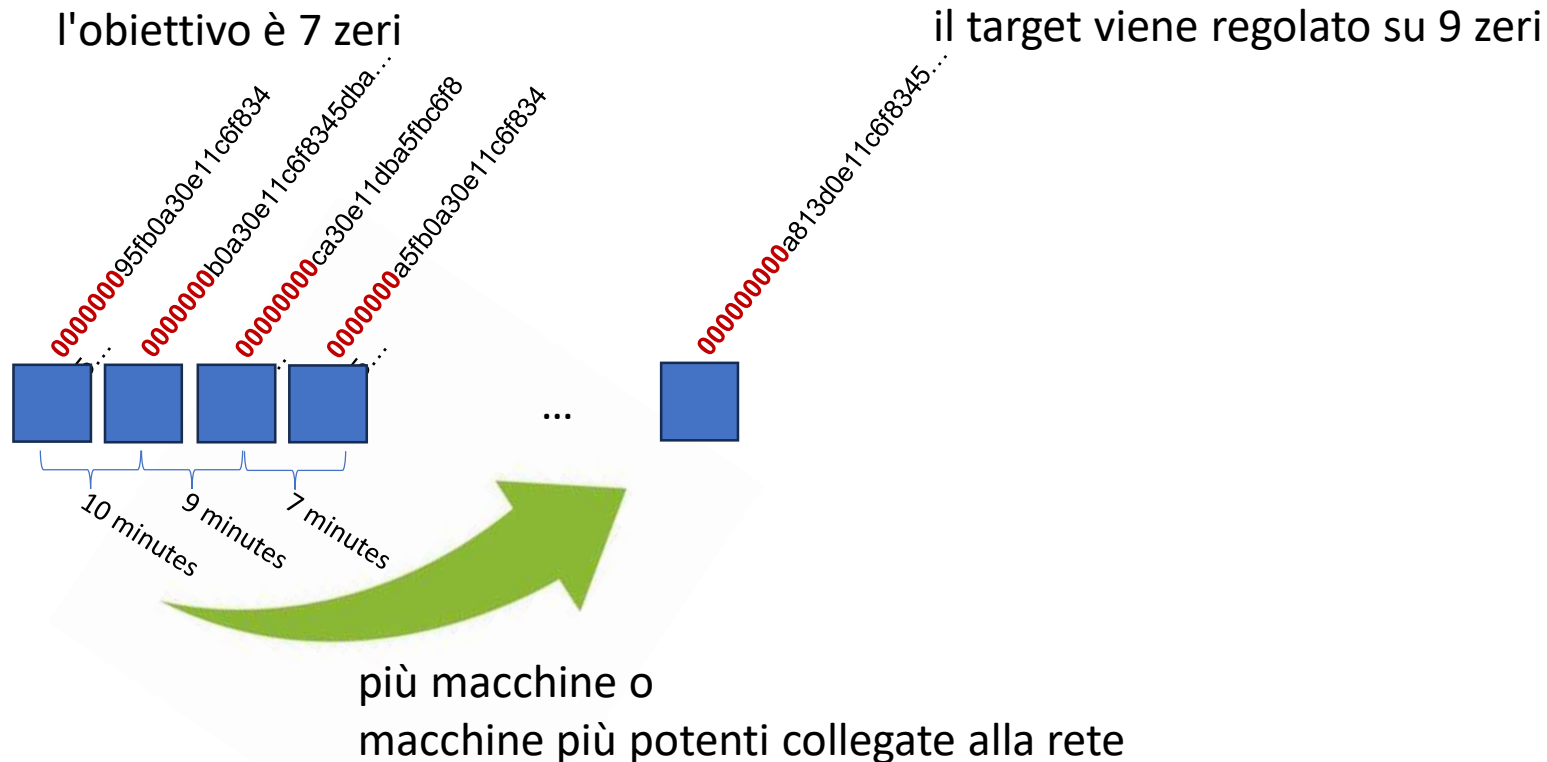 l'obiettivo è 7 zeri
il target viene regolato su 9 zeri
000000095fb0a30e11c6f834
0000000b0a30e11c6f8345dba...
00000000ca30e11dba5fbc6f8
0000000a5fb0a30e11c6f834
000000000a813d0e11c6f8345...
...
10 minutes
9 minutes
7 minutes
più macchine o
macchine più potenti collegate alla rete